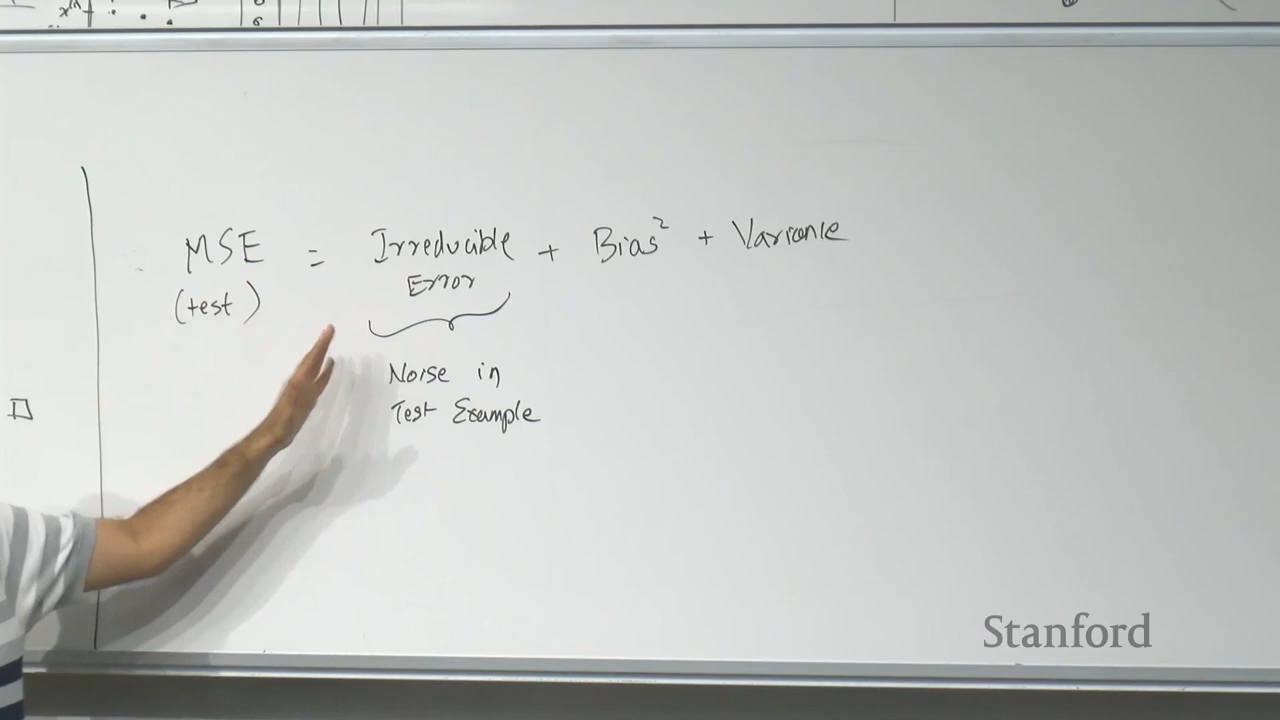 MSE = Irreducible + Bias² + Variance
(test) Error
Noise in
Test Example
Stanford